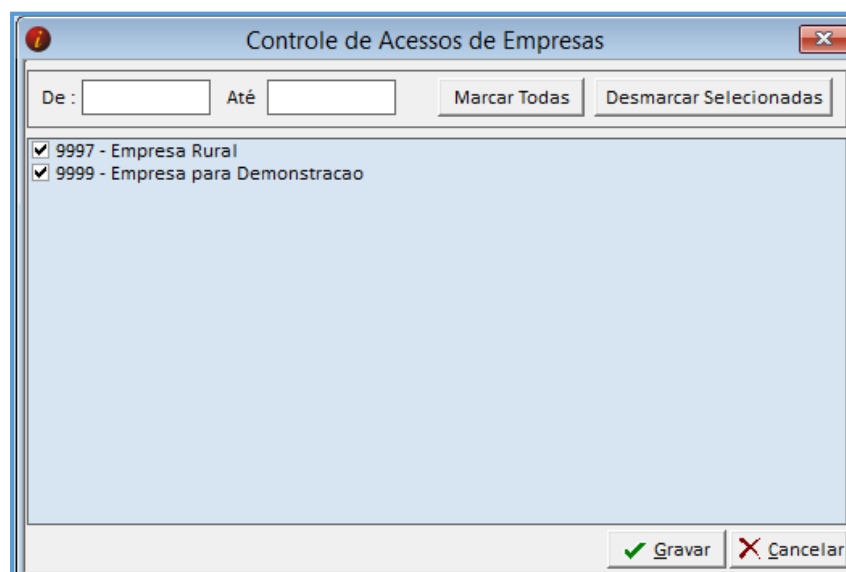 Controle de Acessos de Empresas
De : Até Marcar Todas Desmarcar Selecionadas
9997 - Empresa Rural
9999 - Empresa para Demonstracao
Gravar Cancelar